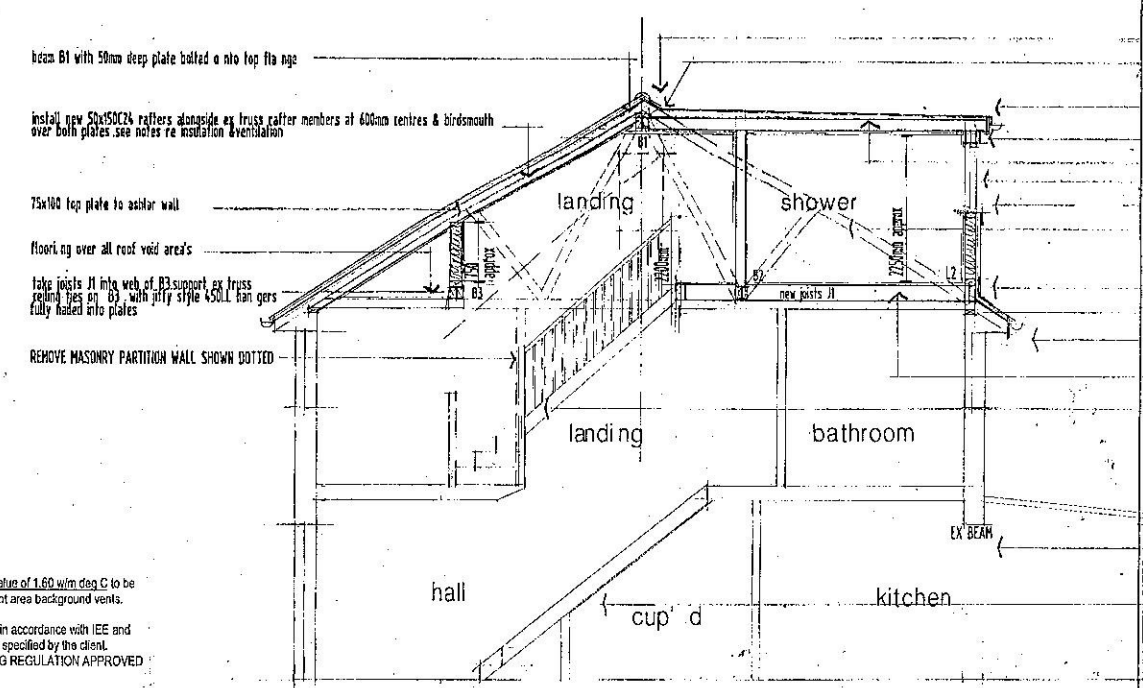 beam B1 with 50mm deep plate bolted o nto top fla nge
install new 50x150C24 rafters alongside ex truss rafter members at 600mm centres & birdsmouth
over both plates .see notes re insulation &ventilation
75x100 top plate to ashlar wall
floori,ng over all roof void area's
take joists J1 into web of B3.support ex truss
ceiling ties on B3 with jiffy style 450LL han gers
fully naded into plates
REMOVE MASONRY PARTITION WALL SHOWN DOTTED
B1
landing
shower
750
approx
2200mm
2250mm approx
B3
B2
L2
new joists J1
landing
bathroom
EX BEAM
hall
cup' d
kitchen
alue of 1.60 w/m deg C to be
nt area background vents.
in accordance with IEE and
specified by the client.
G REGULATION APPROVED